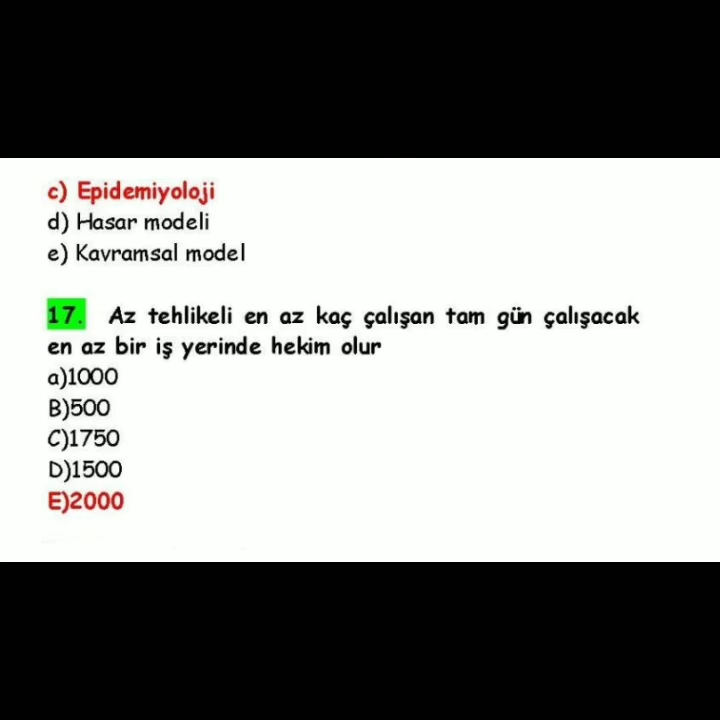 c) Epidemiyoloji
d) Hasar modeli
e) Kavramsal model
17. Az tehlikeli en az kaç çalışan tam gün çalışacak
en az bir iş yerinde hekim olur
a)1000
B)500
C)1750
D)1500
E)2000